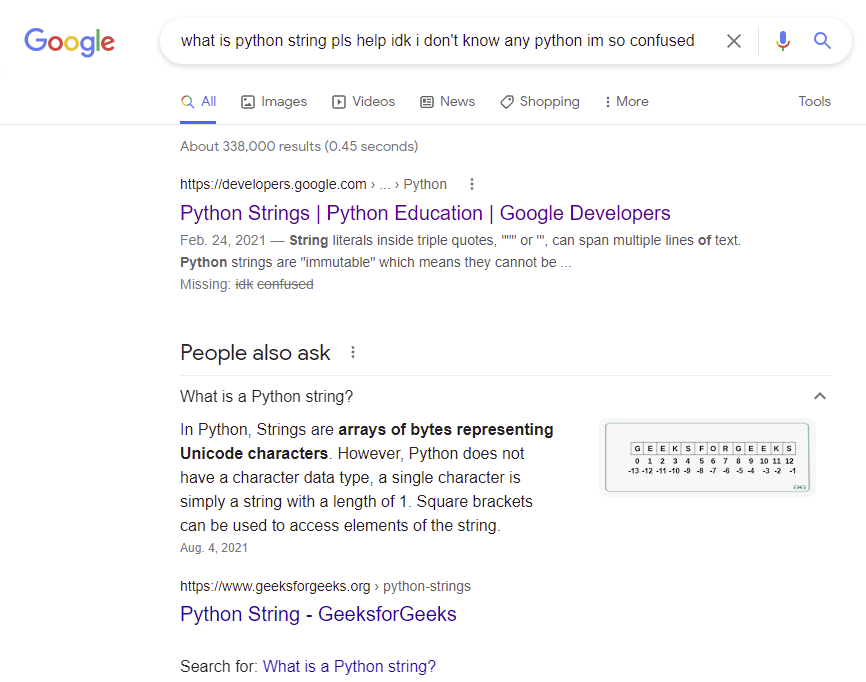 Google
what is python string pls help idk i don't know any python im so confused
All Images Videos News Shopping More Tools
About 338,000 results (0.45 seconds)
https://developers.google.com › ... › Python
Python Strings | Python Education | Google Developers
Feb. 24, 2021 — String literals inside triple quotes, """ or ''', can span multiple lines of text.
Python strings are "immutable" which means they cannot be ...
Missing: idk confused
People also ask
What is a Python string?
In Python, Strings are arrays of bytes representing
Unicode characters. However, Python does not
have a character data type, a single character is
simply a string with a length of 1. Square brackets
can be used to access elements of the string.
Aug. 4, 2021
G E E K S F O R G E E K S
0 1 2 3 4 5 6 7 8 9 10 11 12
-13 -12 -11 -10 -9 -8 -7 -6 -5 -4 -3 -2 -1
https://www.geeksforgeeks.org › python-strings
Python String - GeeksforGeeks
Search for: What is a Python string?